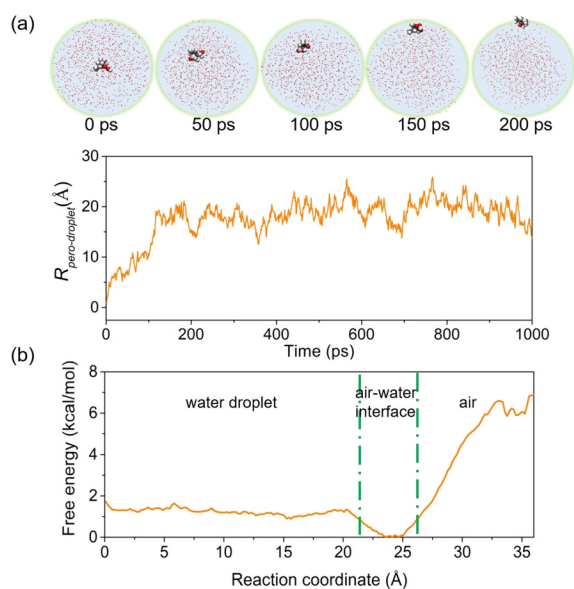 (a)
0 ps
50 ps
100 ps
150 ps
200 ps
30
20
10
0
R_pero-droplet(Å)
0
200
400
600
800
1000
Time (ps)
(b)
8
6
4
2
0
Free energy (kcal/mol)
water droplet
air-water
interface
air
0
5
10
15
20
25
30
35
Reaction coordinate (Å)